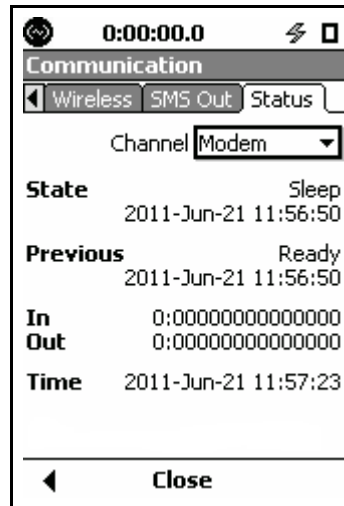 0:00:00.0
Communication
Wireless SMS Out Status
Channel Modem
State Sleep
2011-Jun-21 11:56:50
Previous Ready
2011-Jun-21 11:56:50
In 0:00000000000000
Out 0:00000000000000
Time 2011-Jun-21 11:57:23
Close